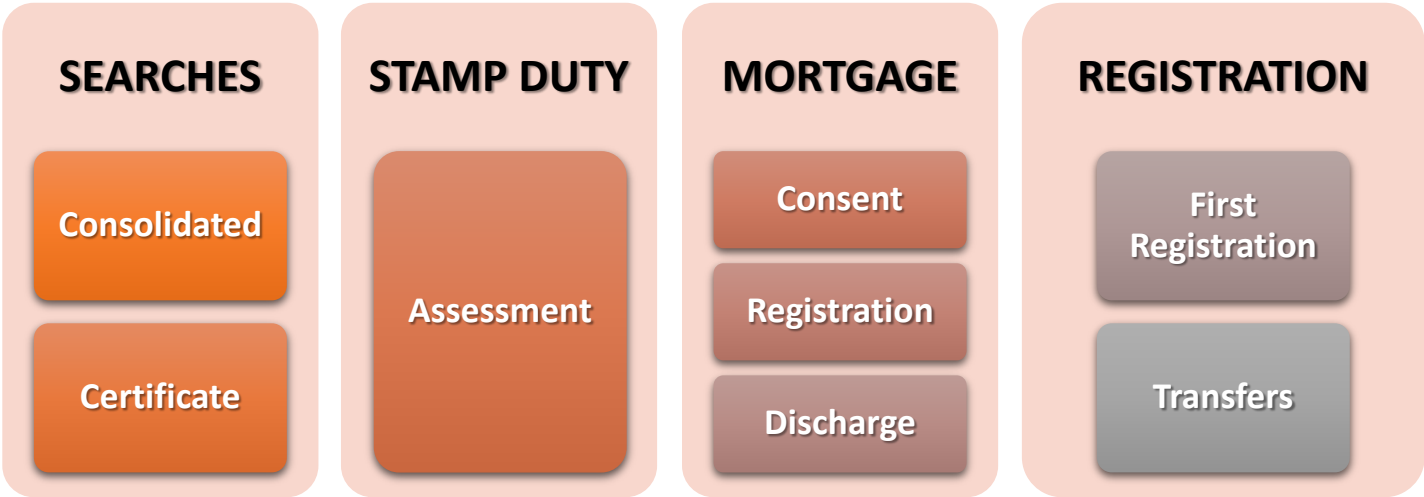 SEARCHES
Consolidated
Certificate
STAMP DUTY
Assessment
MORTGAGE
Consent
Registration
Discharge
REGISTRATION
First
Registration
Transfers